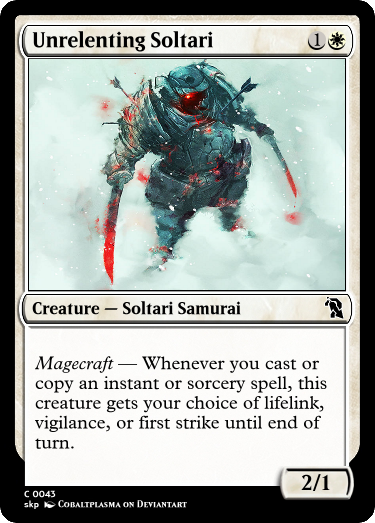 Unrelenting Soltari
1
Creature — Soltari Samurai
Magecraft — Whenever you cast or
copy an instant or sorcery spell, this
creature gets your choice of lifelink,
vigilance, or first strike until end of
turn.
2/1
C 0043
skp Cobaltplasma on Deviantart